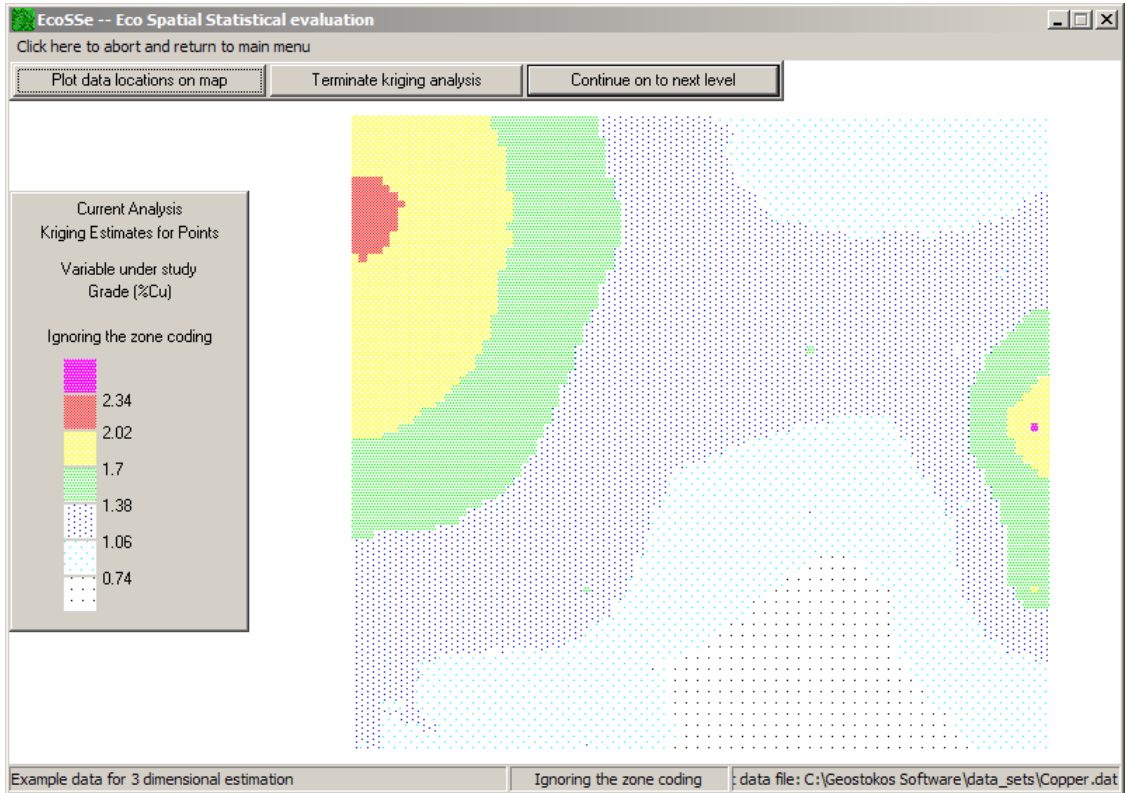 EcoSSe -- Eco Spatial Statistical evaluation
Click here to abort and return to main menu
Plot data locations on map
Terminate kriging analysis
Continue on to next level
Current Analysis
Kriging Estimates for Points
Variable under study
Grade (%Cu)
Ignoring the zone coding
2.34
2.02
1.7
1.38
1.06
0.74
Example data for 3 dimensional estimation
Ignoring the zone coding
data file: C:\Geostokos Software\data_sets\Copper.dat